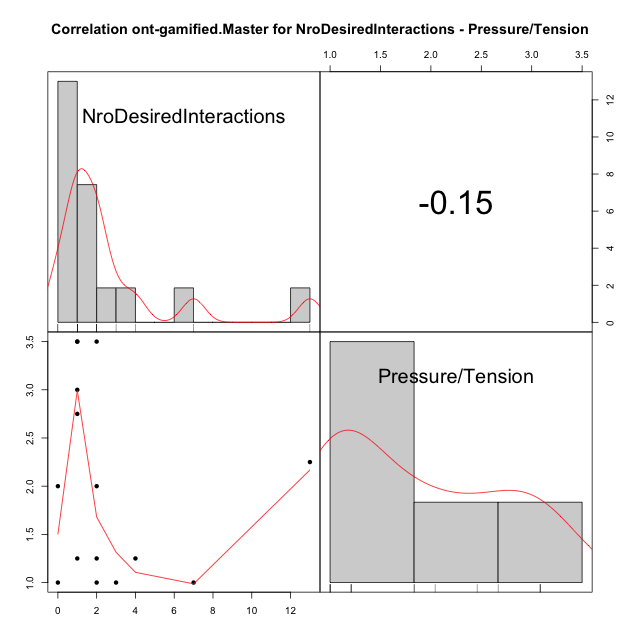 Correlation ont-gamified.Master for NroDesiredInteractions - Pressure/Tension
1.0 1.5 2.0 2.5 3.0 3.5
NroDesiredInteractions
-0.15
12
10
8
6
4
2
0
3.5
3.0
2.5
2.0
1.5
1.0
Pressure/Tension
0 2 4 6 8 10 12